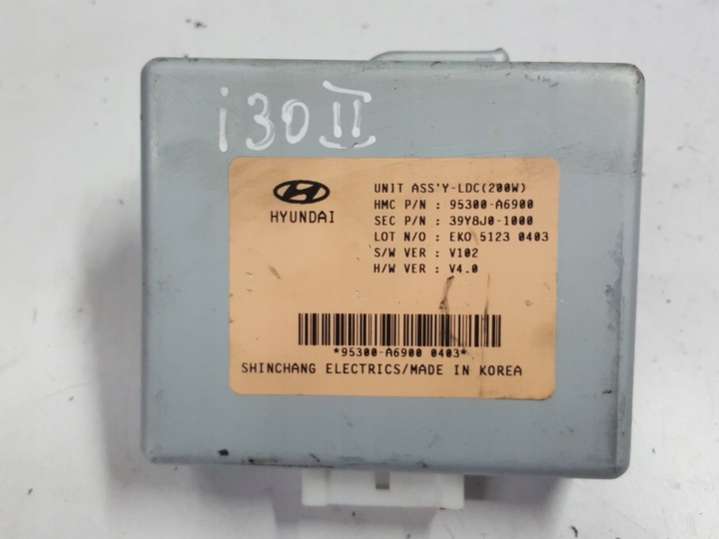 i30 II
UNIT ASS'Y-LDC(200W)
HMC P/N : 95300-A6900
SEC P/N : 39Y8J0-1000
LOT N/O : EKO 5123 0403
S/W VER : V102
H/W VER : V4.0
HYUNDAI
*95300-A6900 0403*
SHINCHANG ELECTRICS/MADE IN KOREA